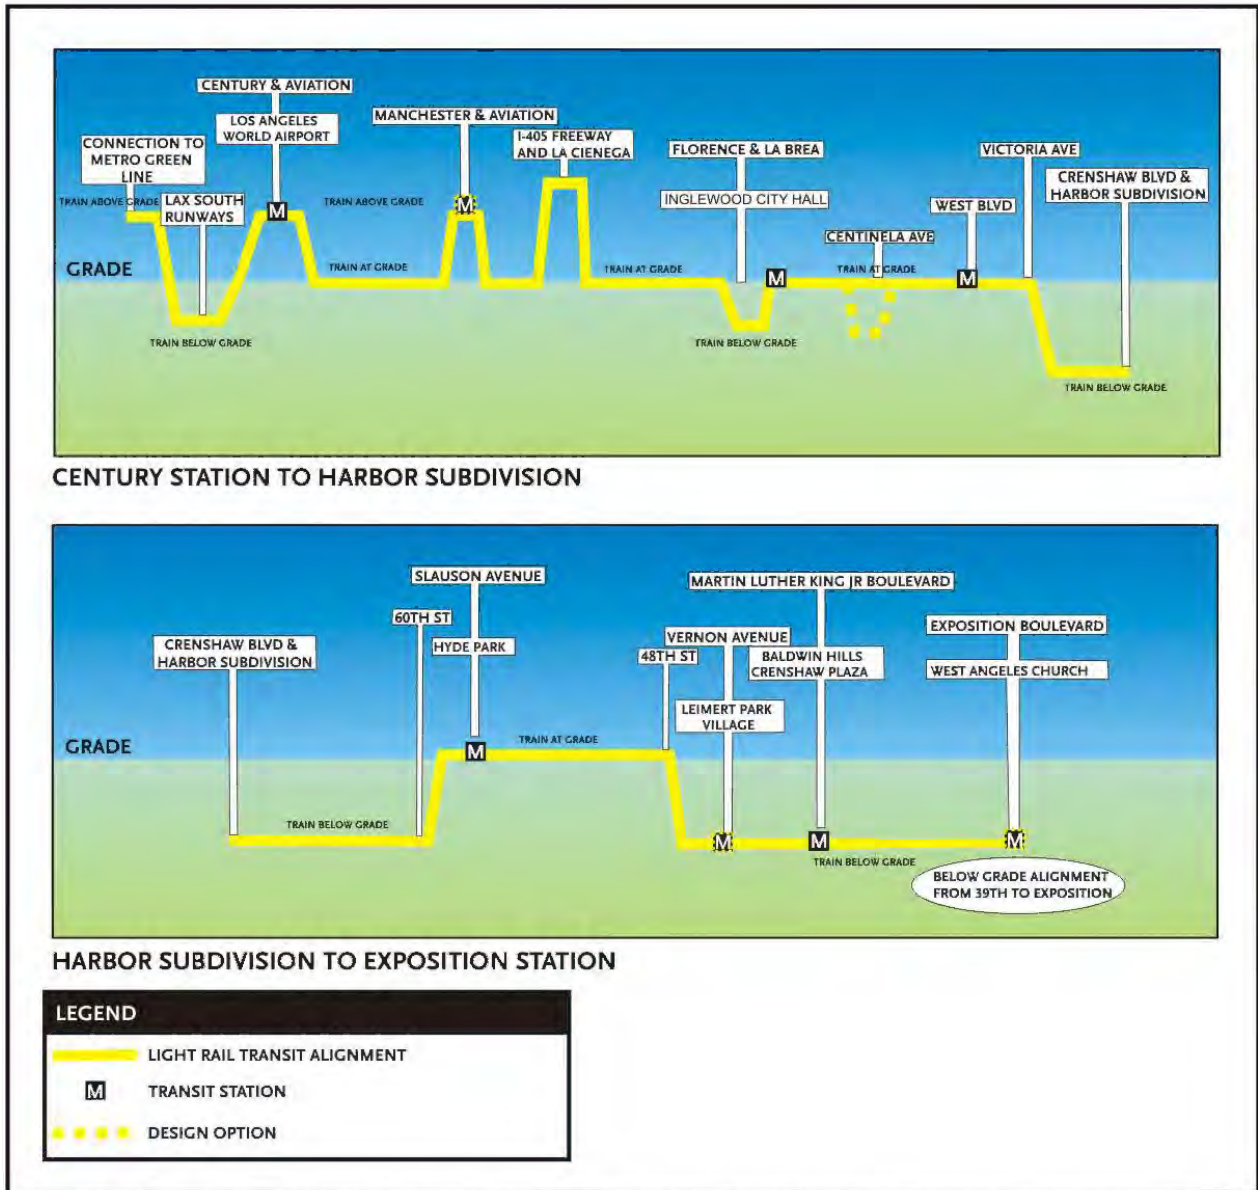 CENTURY & AVIATION
LOS ANGELES
WORLD AIRPORT
MANCHESTER & AVIATION
CONNECTION TO
METRO GREEN
LINE
I-405 FREEWAY
AND LA CIENEGA
FLORENCE & LA BREA
VICTORIA AVE
CRENSHAW BLVD &
HARBOR SUBDIVISION
TRAIN ABOVE GRADE
LAX SOUTH
RUNWAYS
TRAIN ABOVE GRADE
INGLEWOOD CITY HALL
WEST BLVD
M
M
CENTINELA AVE
GRADE
TRAIN AT GRADE
TRAIN AT GRADE
TRAIN AT GRADE
M
M
TRAIN BELOW GRADE
TRAIN BELOW GRADE
TRAIN BELOW GRADE
CENTURY STATION TO HARBOR SUBDIVISION
SLAUSON AVENUE
MARTIN LUTHER KING JR BOULEVARD
60TH ST
EXPOSITION BOULEVARD
CRENSHAW BLVD &
HARBOR SUBDIVISION
HYDE PARK
VERNON AVENUE
48TH ST
BALDWIN HILLS
CRENSHAW PLAZA
WEST ANGELES CHURCH
LEIMERT PARK
VILLAGE
GRADE
M
TRAIN AT GRADE
TRAIN BELOW GRADE
M
M
M
TRAIN BELOW GRADE
BELOW GRADE ALIGNMENT
FROM 39TH TO EXPOSITION
HARBOR SUBDIVISION TO EXPOSITION STATION
LEGEND
LIGHT RAIL TRANSIT ALIGNMENT
M TRANSIT STATION
DESIGN OPTION